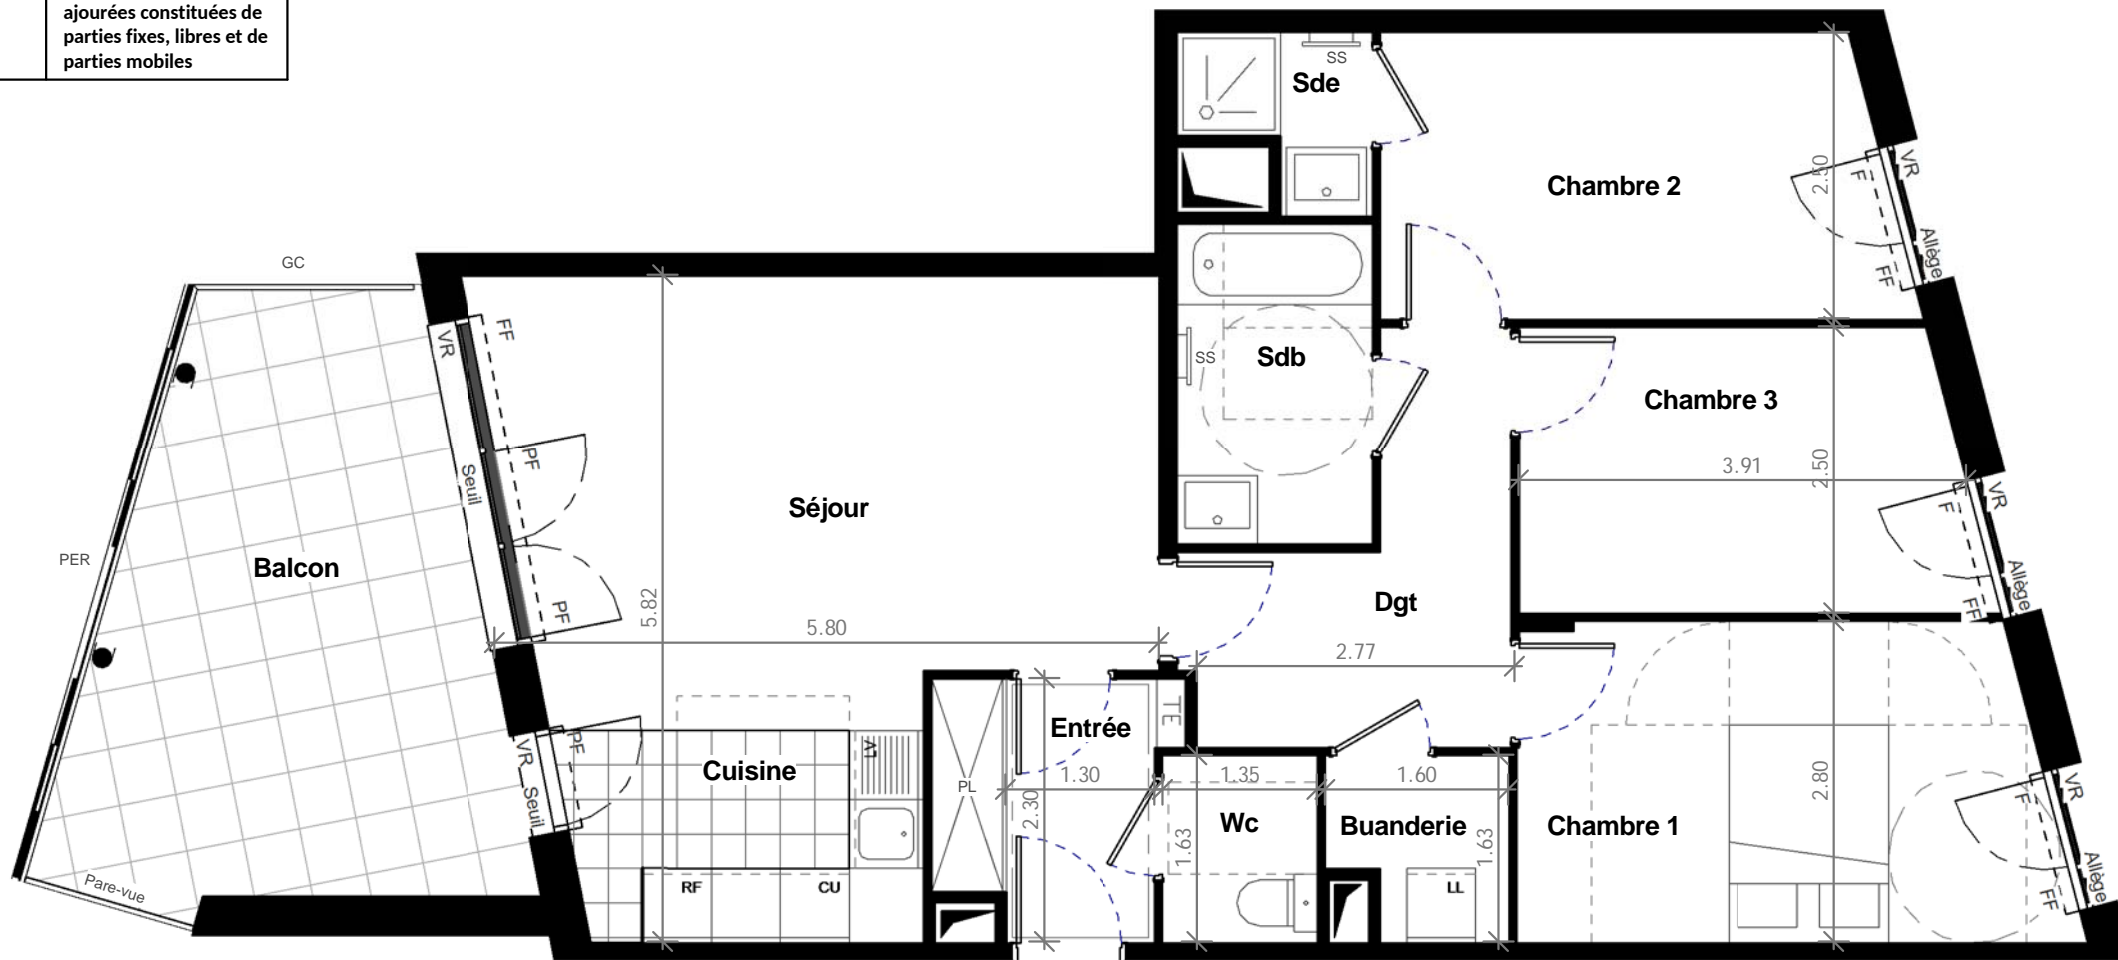 ajourées constituées de
parties fixes, libres et de
parties mobiles
SS
Sde
Chambre 2
2.50
VR
F
FF
Allège
GC
VR
FF
PF
PF
Seuil
SS
Sdb
Chambre 3
3.91
2.50
VR
F
FF
Allège
PER
Balcon
Séjour
5.82
5.80
Dgt
2.77
VR
PF
Seuil
Cuisine
LV
RF
CU
PL
Entrée
TE
1.30
2.30
1.35
Wc
1.63
1.60
Buanderie
1.63
LL
Chambre 1
2.80
VR
F
FF
Allège
Pare-vue